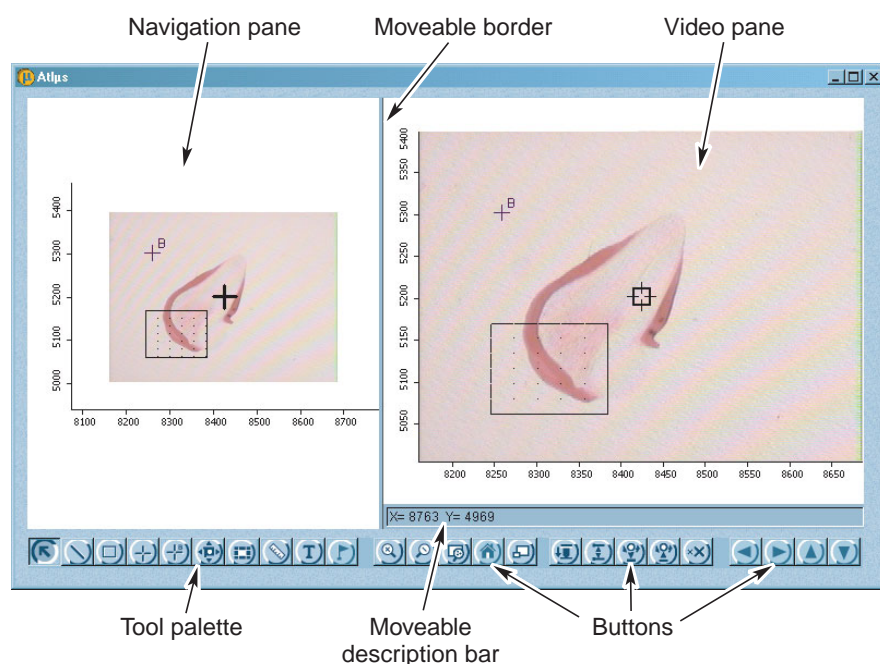 Navigation pane Moveable border Video pane
Atlµs
5400
5300
5200
5100
5000
B
8100 8200 8300 8400 8500 8600 8700
5400
5350
5300
5250
5200
5150
5100
5050
B
8200 8250 8300 8350 8400 8450 8500 8550 8600 8650
X= 8763 Y= 4969
T
Tool palette Moveable Buttons
description bar